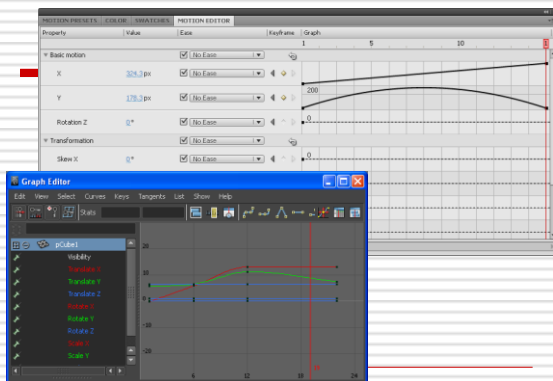 MOTION PRESETS COLOR SWATCHES MOTION EDITOR
Property Value Ease Keyframe Graph
1 5 10
Basic motion No Ease
X 324.3 px No Ease
200
Y 178.3 px No Ease
Rotation Z 0° No Ease 0
Transformation No Ease
Skew X 0° No Ease 0
Graph Editor
Edit View Select Curves Keys Tangents List Show Help
Stats
pCube1
Visibility
Translate X
Translate Y
Translate Z
Rotate X
Rotate Y
Rotate Z
Scale X
Scale Y
20
10
0
-10
-20
6 12 18 24